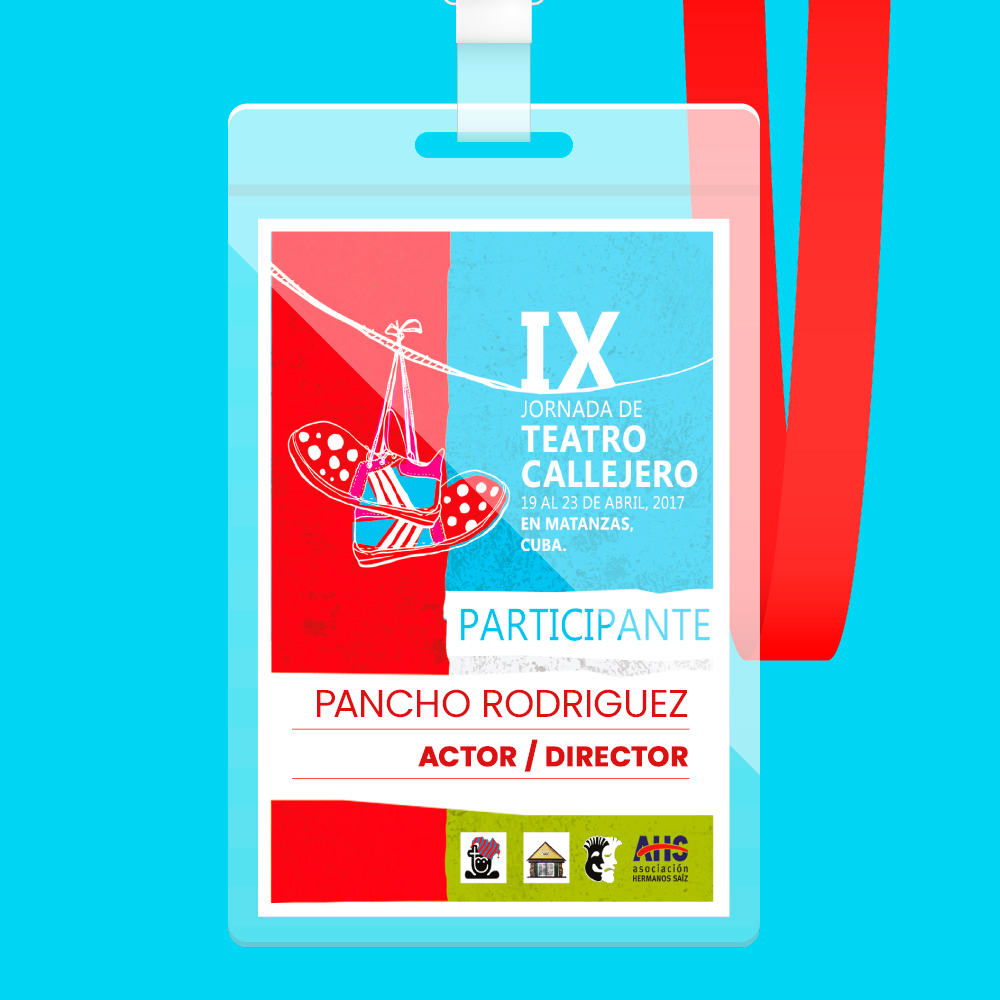 IX
JORNADA DE
TEATRO
CALLEJERO
19 AL 23 DE ABRIL, 2017
EN MATANZAS,
CUBA.
PARTICIPANTE
PANCHO RODRIGUEZ
ACTOR / DIRECTOR
AHS
asociación
HERMANOS SAÍZ